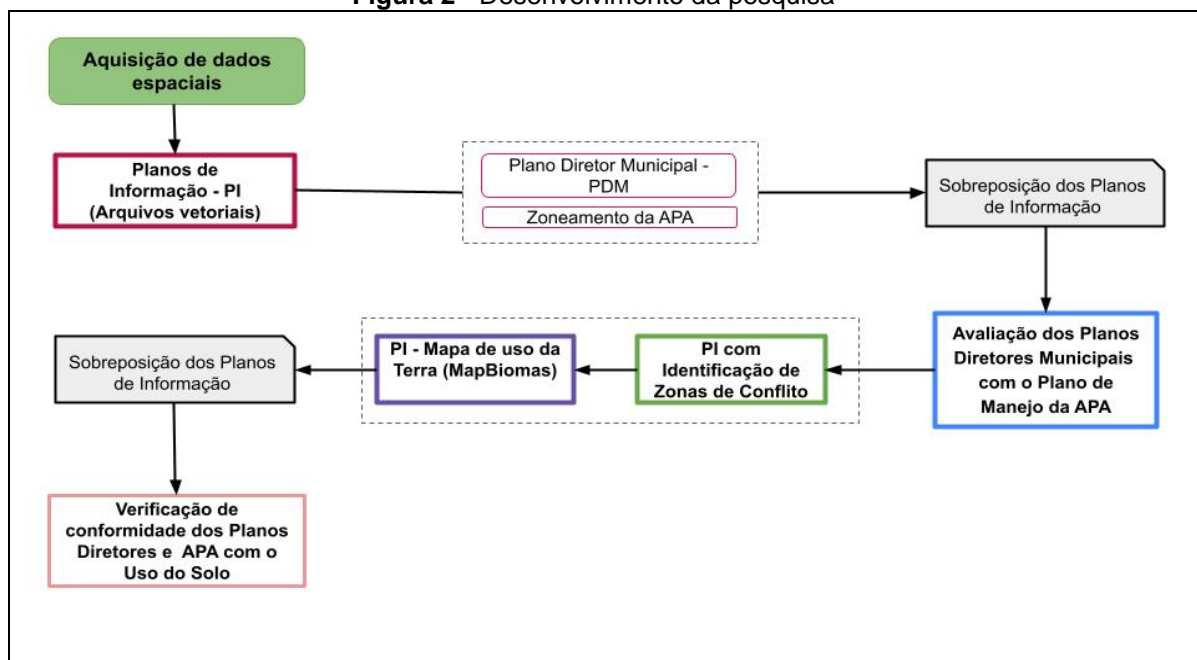 Figura 2 - Desenvolvimento da pesquisa
Aquisição de dados
espaciais
Planos de
Informação - PI
(Arquivos vetoriais)
Plano Diretor Municipal -
PDM
Zoneamento da APA
Sobreposição dos Planos
de Informação
Avaliação dos Planos
Diretores Municipais
com o Plano de
Manejo da APA
PI com
Identificação de
Zonas de Conflito
PI - Mapa de uso da
Terra (MapBiomas)
Sobreposição dos Planos
de Informação
Verificação de
conformidade dos Planos
Diretores e APA com o
Uso do Solo